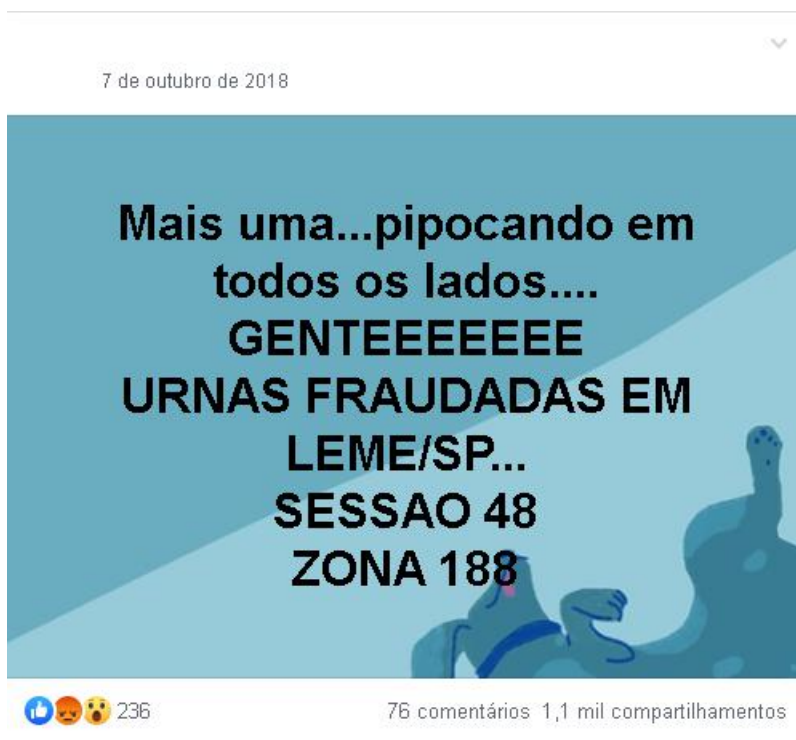 7 de outubro de 2018
Mais uma...pipocando em
todos os lados....
GENTEEEEEEE
URNAS FRAUDADAS EM
LEME/SP...
SESSAO 48
ZONA 188
236
76 comentários 1,1 mil compartilhamentos